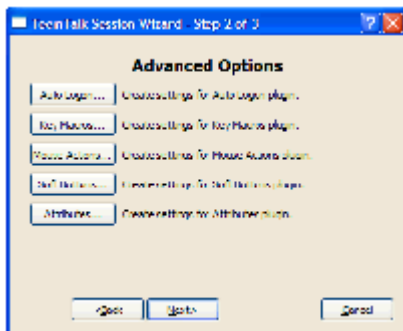 TeemTalk Session Wizard - Step 2 of 3
Advanced Options
Auto Logon... Create settings for Auto Logon plugin.
Key Macros... Create settings for Key Macros plugin.
Mouse Actions... Create settings for Mouse Actions plugin.
Soft Buttons... Create settings for Soft Buttons plugin.
Attributes... Create settings for Attributes plugin.
<Back Next> Cancel